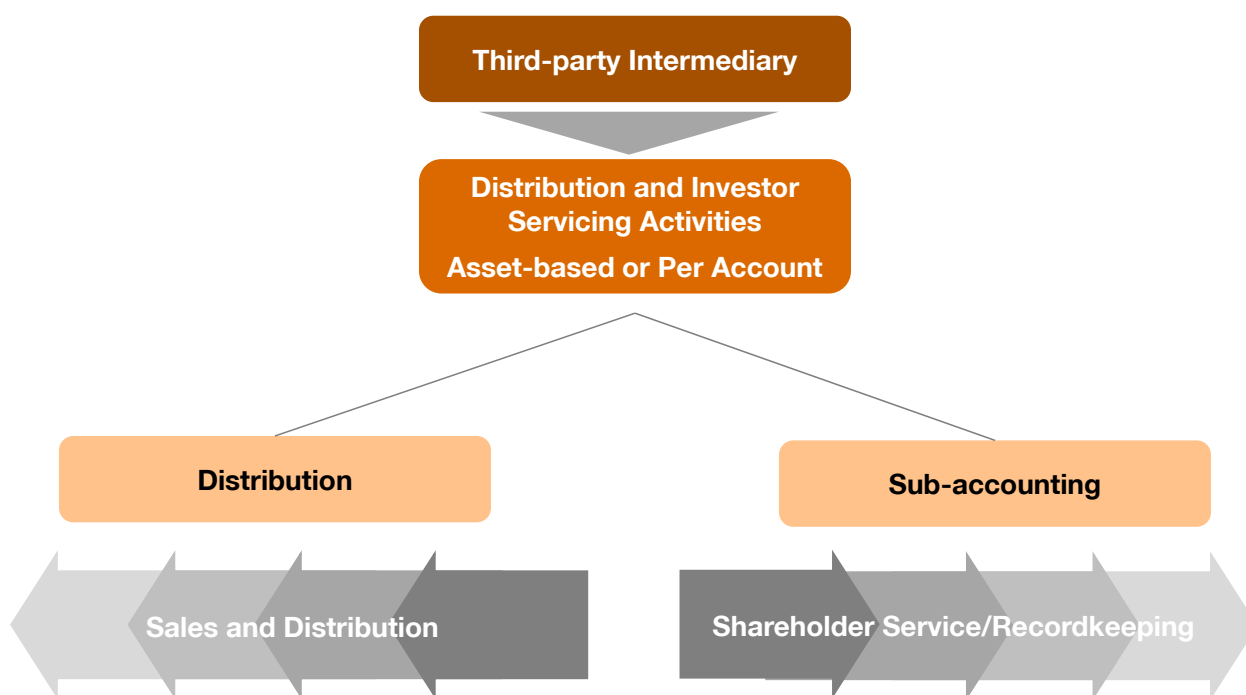 Third-party Intermediary
Distribution and Investor
Servicing Activities
Asset-based or Per Account
Distribution
Sub-accounting
Sales and Distribution
Shareholder Service/Recordkeeping